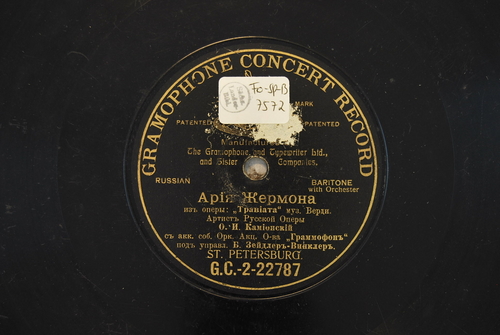 GRAMOPHONE CONCERT RECORD
Fo-SP-B
7572
MARK
PATENTED
PATENTED
Manufactured
The Gramophone and Typewriter Ltd.,
and Sister Companies.
RUSSIAN
BARITONE
with Orchester
Арія Жермона
изъ оперы: „Травіата" муз. Верди.
Артистъ Русской Оперы
О. И. Каміонскій
съ акк. соб. Орк. Акц. О-ва „Граммофонъ"
подъ управл. Б. Зейдлеръ-Винклеръ.
ST. PETERSBURG.
G.C.-2-22787